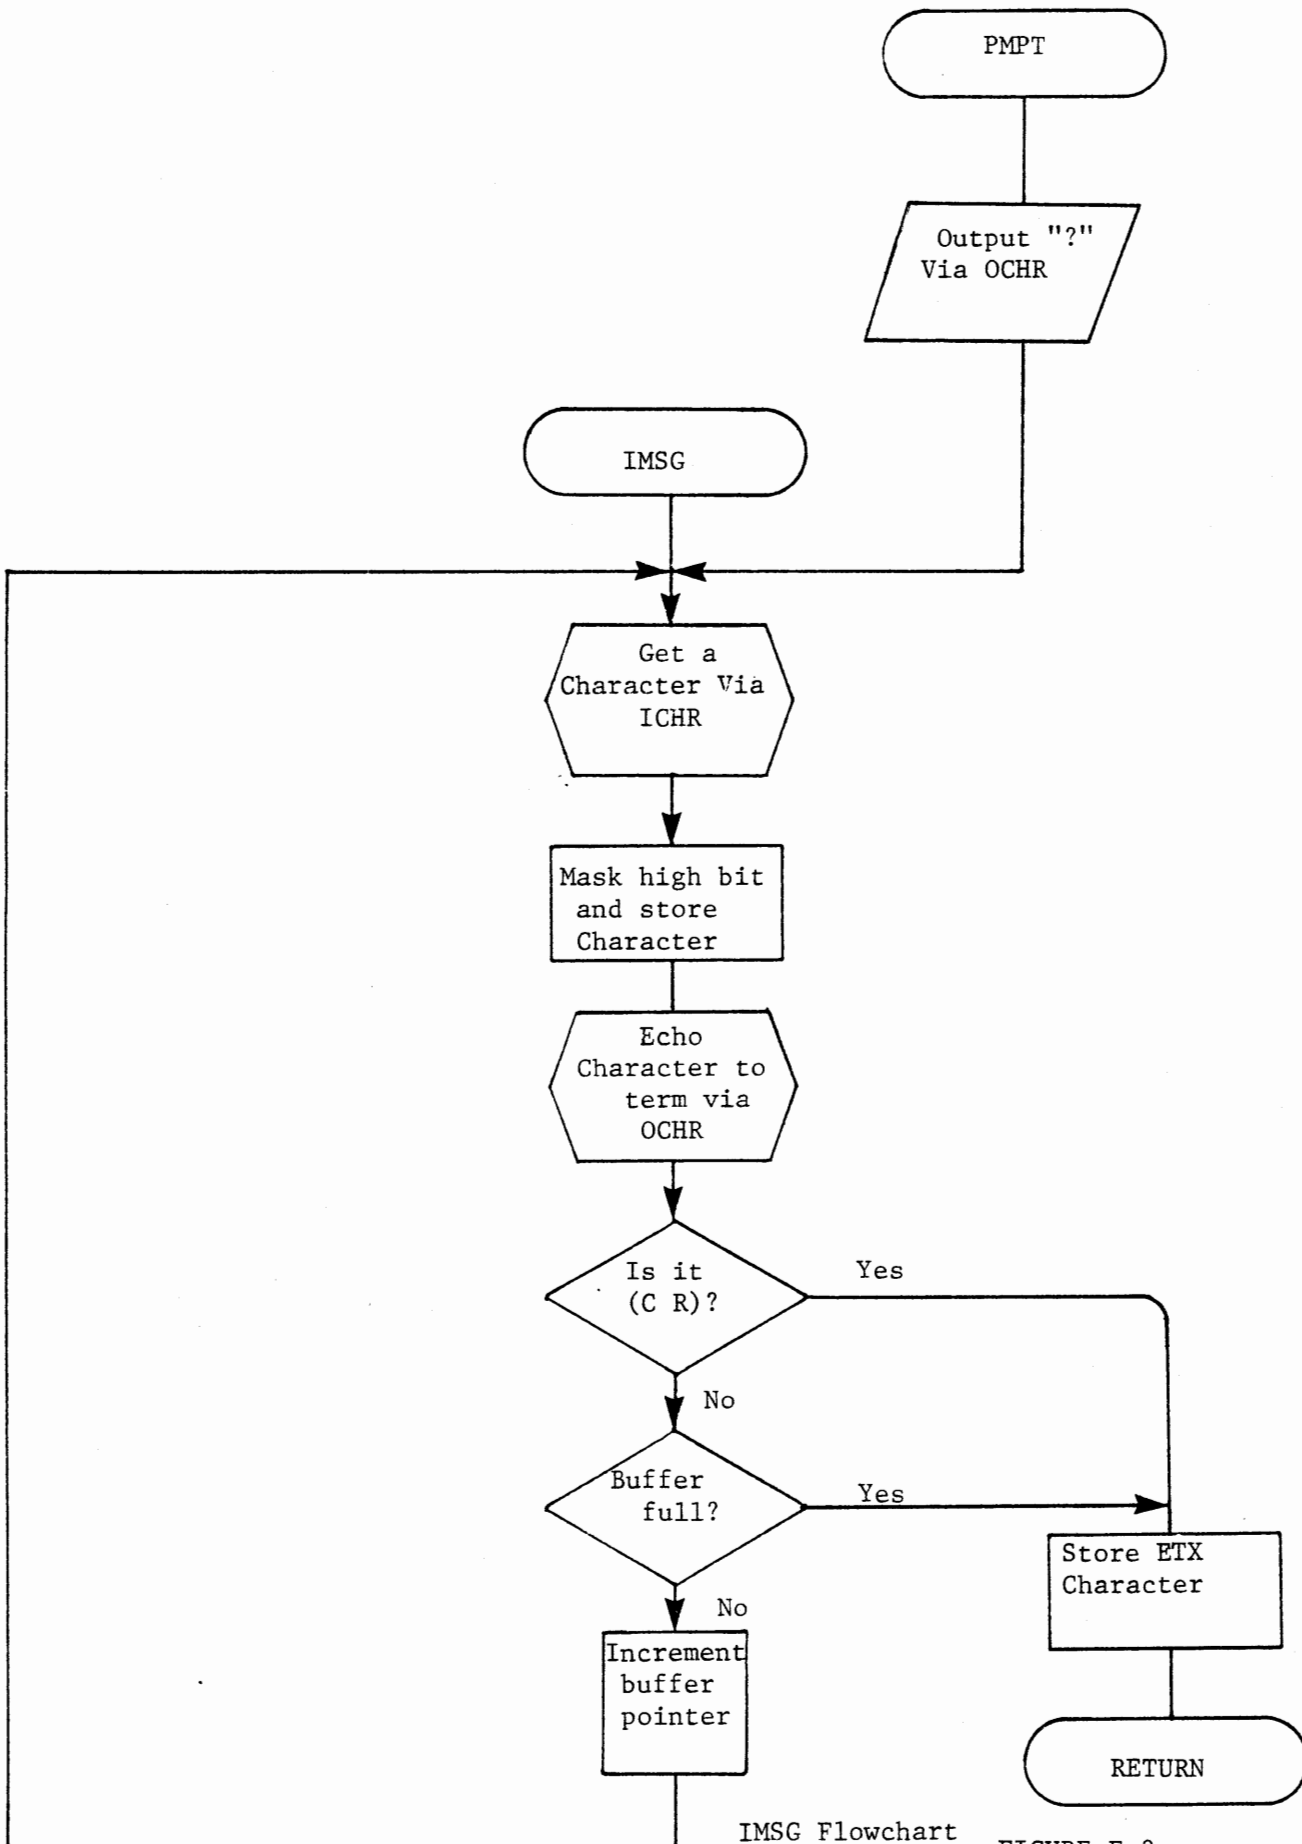 PMPT
Output "?"
Via OCHR
IMSG
Get a
Character Via
ICHR
Mask high bit
and store
Character
Echo
Character to
term via
OCHR
Is it
(C R)?
Yes
No
Buffer
full?
Yes
No
Store ETX
Character
Increment
buffer
pointer
RETURN
IMSG Flowchart
FIGURE